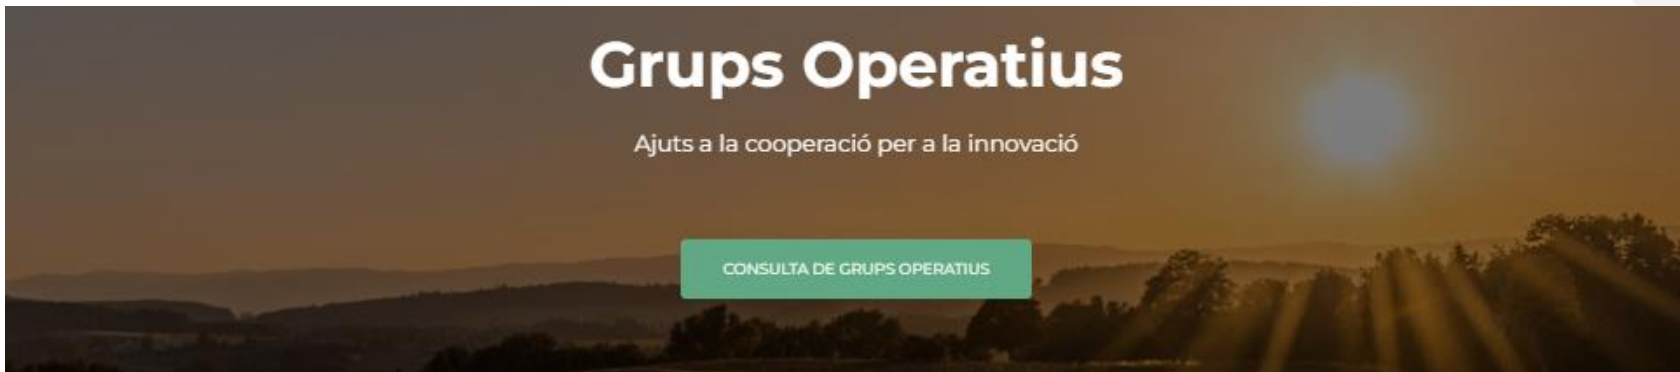 Grups Operatius
Ajuts a la cooperació per a la innovació
CONSULTA DE GRUPS OPERATIUS